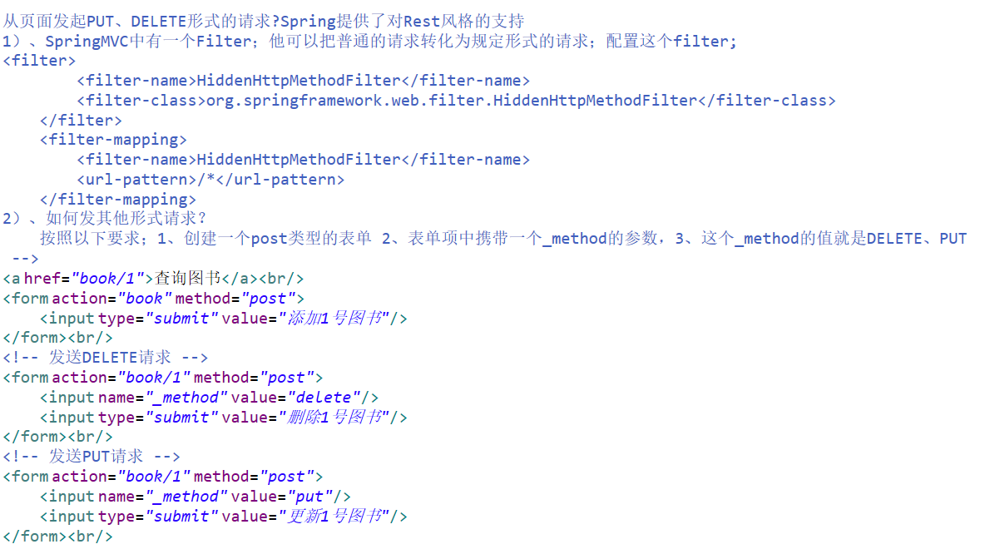 从页面发起PUT、DELETE形式的请求?Spring提供了对Rest风格的支持
1）、SpringMVC中有一个Filter；他可以把普通的请求转化为规定形式的请求；配置这个filter;
<filter>
        <filter-name>HiddenHttpMethodFilter</filter-name>
        <filter-class>org.springframework.web.filter.HiddenHttpMethodFilter</filter-class>
    </filter>
    <filter-mapping>
        <filter-name>HiddenHttpMethodFilter</filter-name>
        <url-pattern>/*</url-pattern>
    </filter-mapping>
2）、如何发其他形式请求？
    按照以下要求；1、创建一个post类型的表单 2、表单项中携带一个_method的参数，3、这个_method的值就是DELETE、PUT
 -->
<a href="book/1">查询图书</a><br/>
<form action="book" method="post">
    <input type="submit" value="添加1号图书"/>
</form><br/>
<!-- 发送DELETE请求 -->
<form action="book/1" method="post">
    <input name="_method" value="delete"/>
    <input type="submit" value="删除1号图书"/>
</form><br/>
<!-- 发送PUT请求 -->
<form action="book/1" method="post">
    <input name="_method" value="put"/>
    <input type="submit" value="更新1号图书"/>
</form><br/>